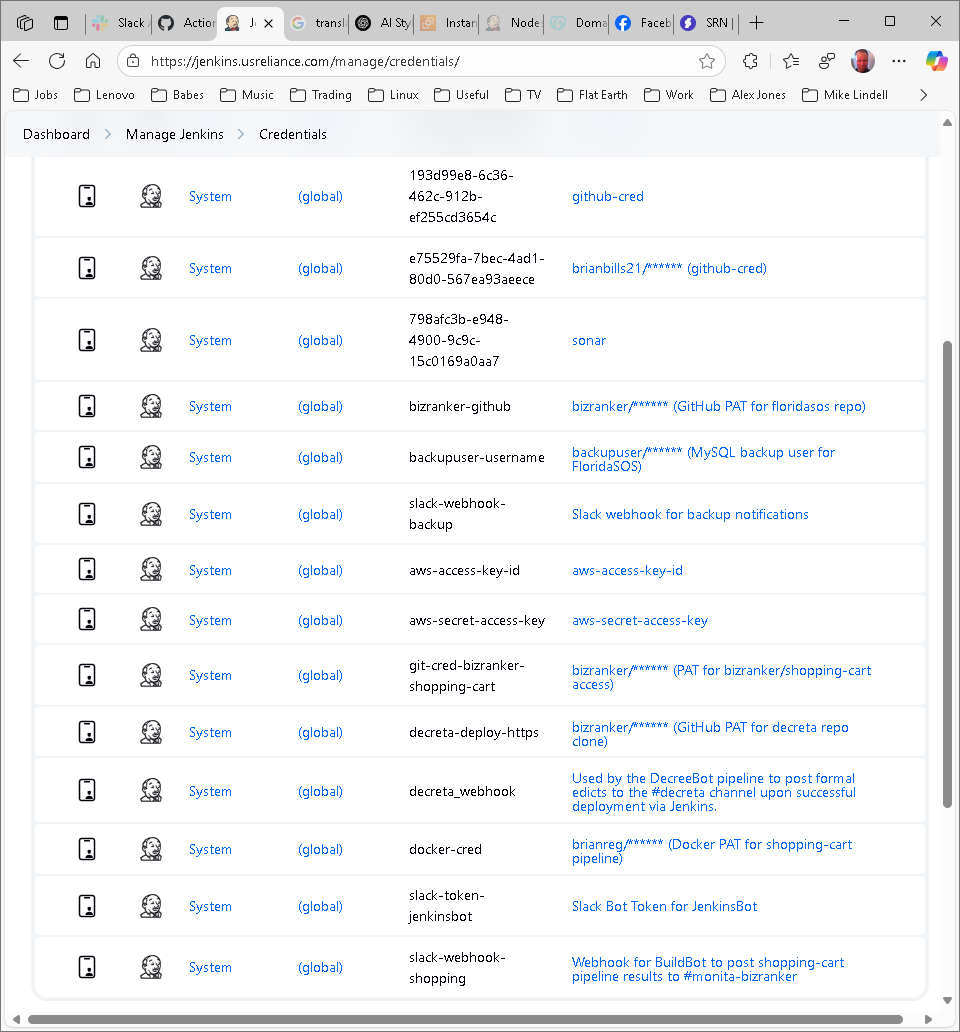 Slack
Action
Je
transl
AI Sty
Instan
Node
Doma
Faceb
SRN |
https://jenkins.usreliance.com/manage/credentials/
Jobs Lenovo Babes Music Trading Linux Useful TV Flat Earth Work Alex Jones Mike Lindell
Dashboard > Manage Jenkins > Credentials
193d99e8-6c36-
System (global) 462c-912b- github-cred
ef255cd3654c
e75529fa-7bec-4ad1-
System (global) brianbills21/****** (github-cred)
80d0-567ea93aeece
798afc3b-e948-
System (global) 4900-9c9c- sonar
15c0169a0aa7
System (global) bizranker-github bizranker/****** (GitHub PAT for floridasos repo)
System (global) backupuser-username backupuser/****** (MySQL backup user for
FloridaSOS)
slack-webhook-
System (global) Slack webhook for backup notifications
backup
System (global) aws-access-key-id aws-access-key-id
System (global) aws-secret-access-key aws-secret-access-key
git-cred-bizranker- bizranker/****** (PAT for bizranker/shopping-cart
System (global)
shopping-cart access)
System (global) decreta-deploy-https bizranker/****** (GitHub PAT for decreta repo
clone)
Used by the DecreeBot pipeline to post formal
System (global) decreta_webhook edicts to the #decreta channel upon successful
deployment via Jenkins.
System (global) docker-cred brianreg/****** (Docker PAT for shopping-cart
pipeline)
slack-token-
System (global) Slack Bot Token for JenkinsBot
jenkinsbot
slack-webhook- Webhook for BuildBot to post shopping-cart
System (global)
shopping pipeline results to #monita-bizranker